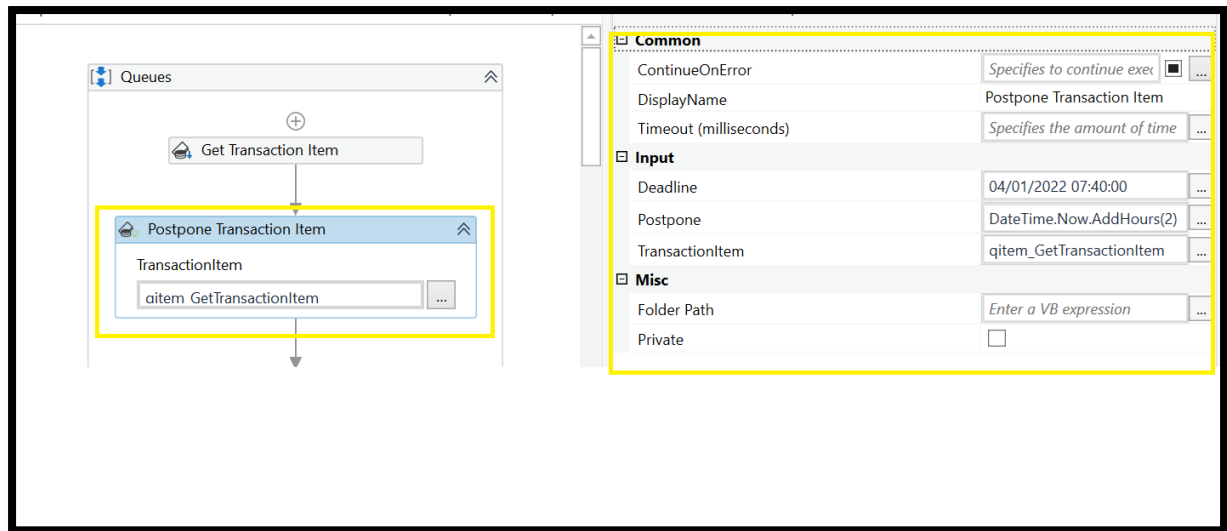 Queues
Get Transaction Item
Postpone Transaction Item
TransactionItem
qitem_GetTransactionItem
...
Common
ContinueOnError Specifies to continue exec ...
DisplayName Postpone Transaction Item
Timeout (milliseconds) Specifies the amount of time ...
Input
Deadline 04/01/2022 07:40:00 ...
Postpone DateTime.Now.AddHours(2) ...
TransactionItem qitem_GetTransactionItem ...
Misc
Folder Path Enter a VB expression ...
Private